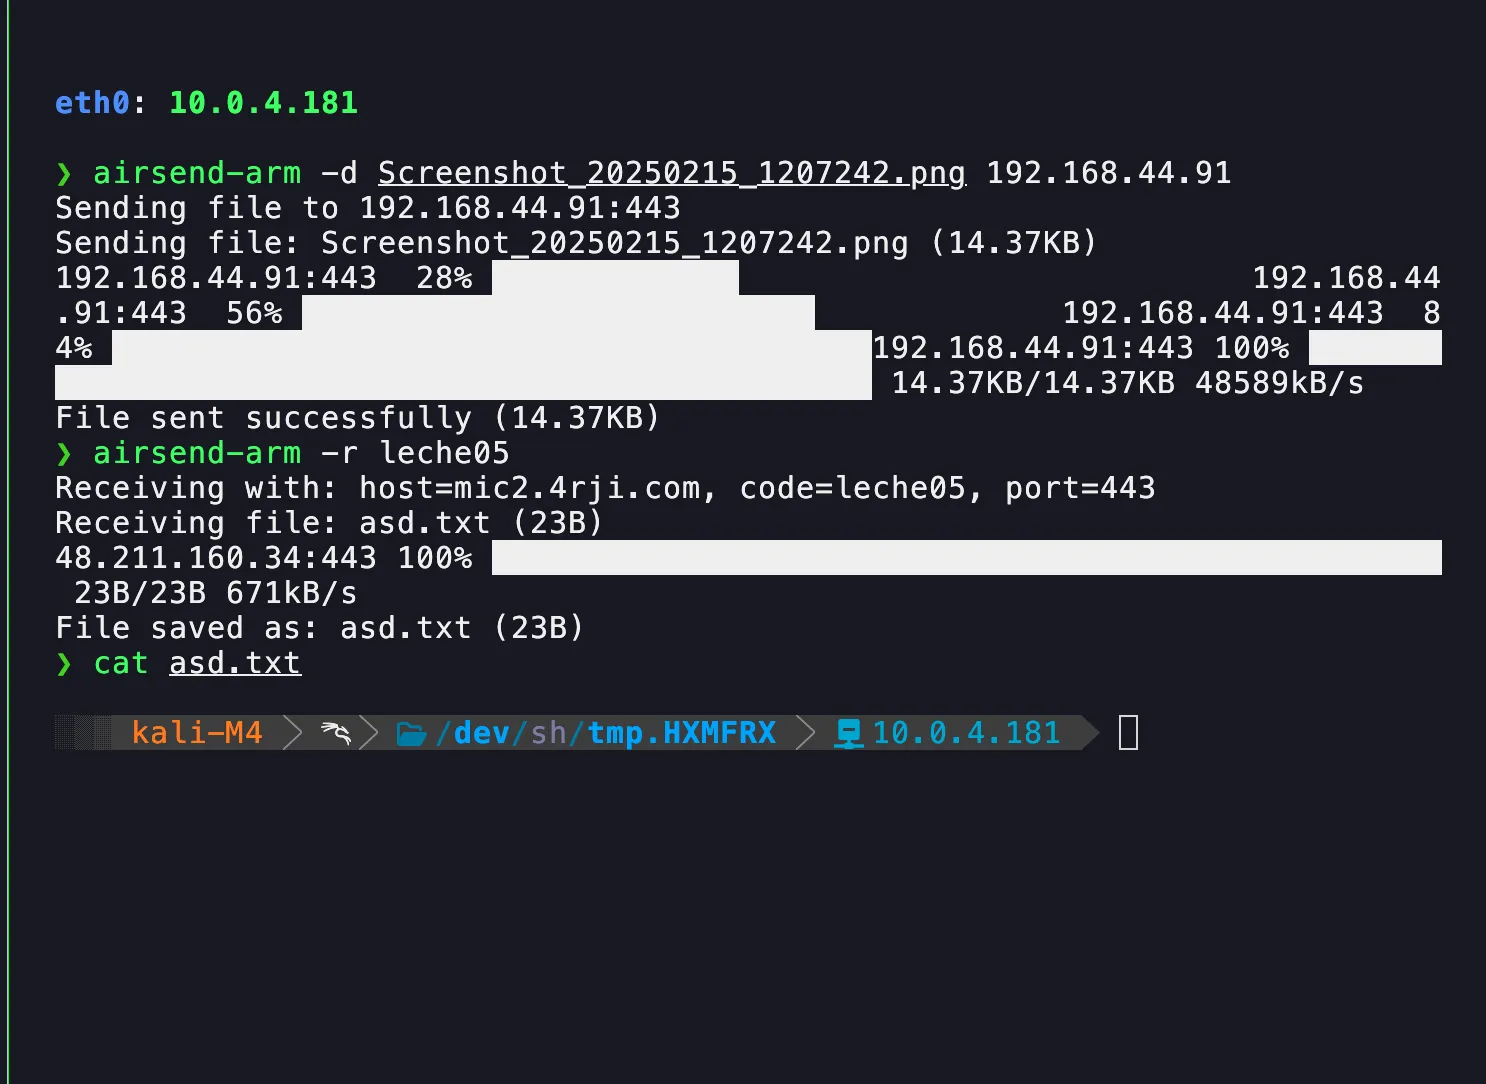 eth0: 10.0.4.181
❯ airsend-arm -d Screenshot_20250215_1207242.png 192.168.44.91
Sending file to 192.168.44.91:443
Sending file: Screenshot_20250215_1207242.png (14.37KB)
192.168.44.91:443  28% 192.168.44
.91:443  56% 192.168.44.91:443  8
4% 192.168.44.91:443 100%
14.37KB/14.37KB 48589kB/s
File sent successfully (14.37KB)
❯ airsend-arm -r leche05
Receiving with: host=mic2.4rji.com, code=leche05, port=443
Receiving file: asd.txt (23B)
48.211.160.34:443 100%
23B/23B 671kB/s
File saved as: asd.txt (23B)
❯ cat asd.txt
kali-M4 /dev/sh/tmp.HXMFRX 10.0.4.181